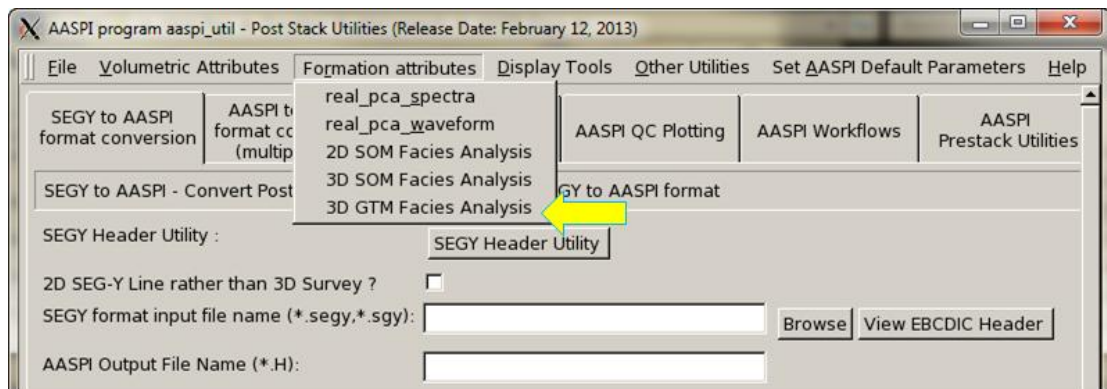 AASPI program aaspi_util - Post Stack Utilities (Release Date: February 12, 2013)
File Volumetric Attributes Formation attributes Display Tools Other Utilities Set AASPI Default Parameters Help
real_pca_spectra
real_pca_waveform
2D SOM Facies Analysis
3D SOM Facies Analysis
3D GTM Facies Analysis
SEGY to AASPI
format conversion
AASPI t
format co
(multip
AASPI QC Plotting
AASPI Workflows
AASPI
Prestack Utilities
SEGY to AASPI - Convert Post
GY to AASPI format
SEGY Header Utility :
SEGY Header Utility
2D SEG-Y Line rather than 3D Survey ?
SEGY format input file name (*.segy,*.sgy):
Browse
View EBCDIC Header
AASPI Output File Name (*.H):